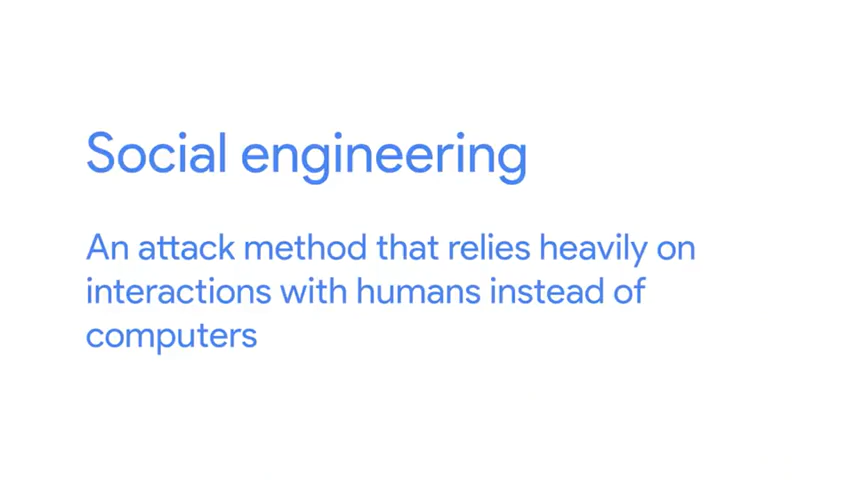 Social engineering
An attack method that relies heavily on
interactions with humans instead of
computers